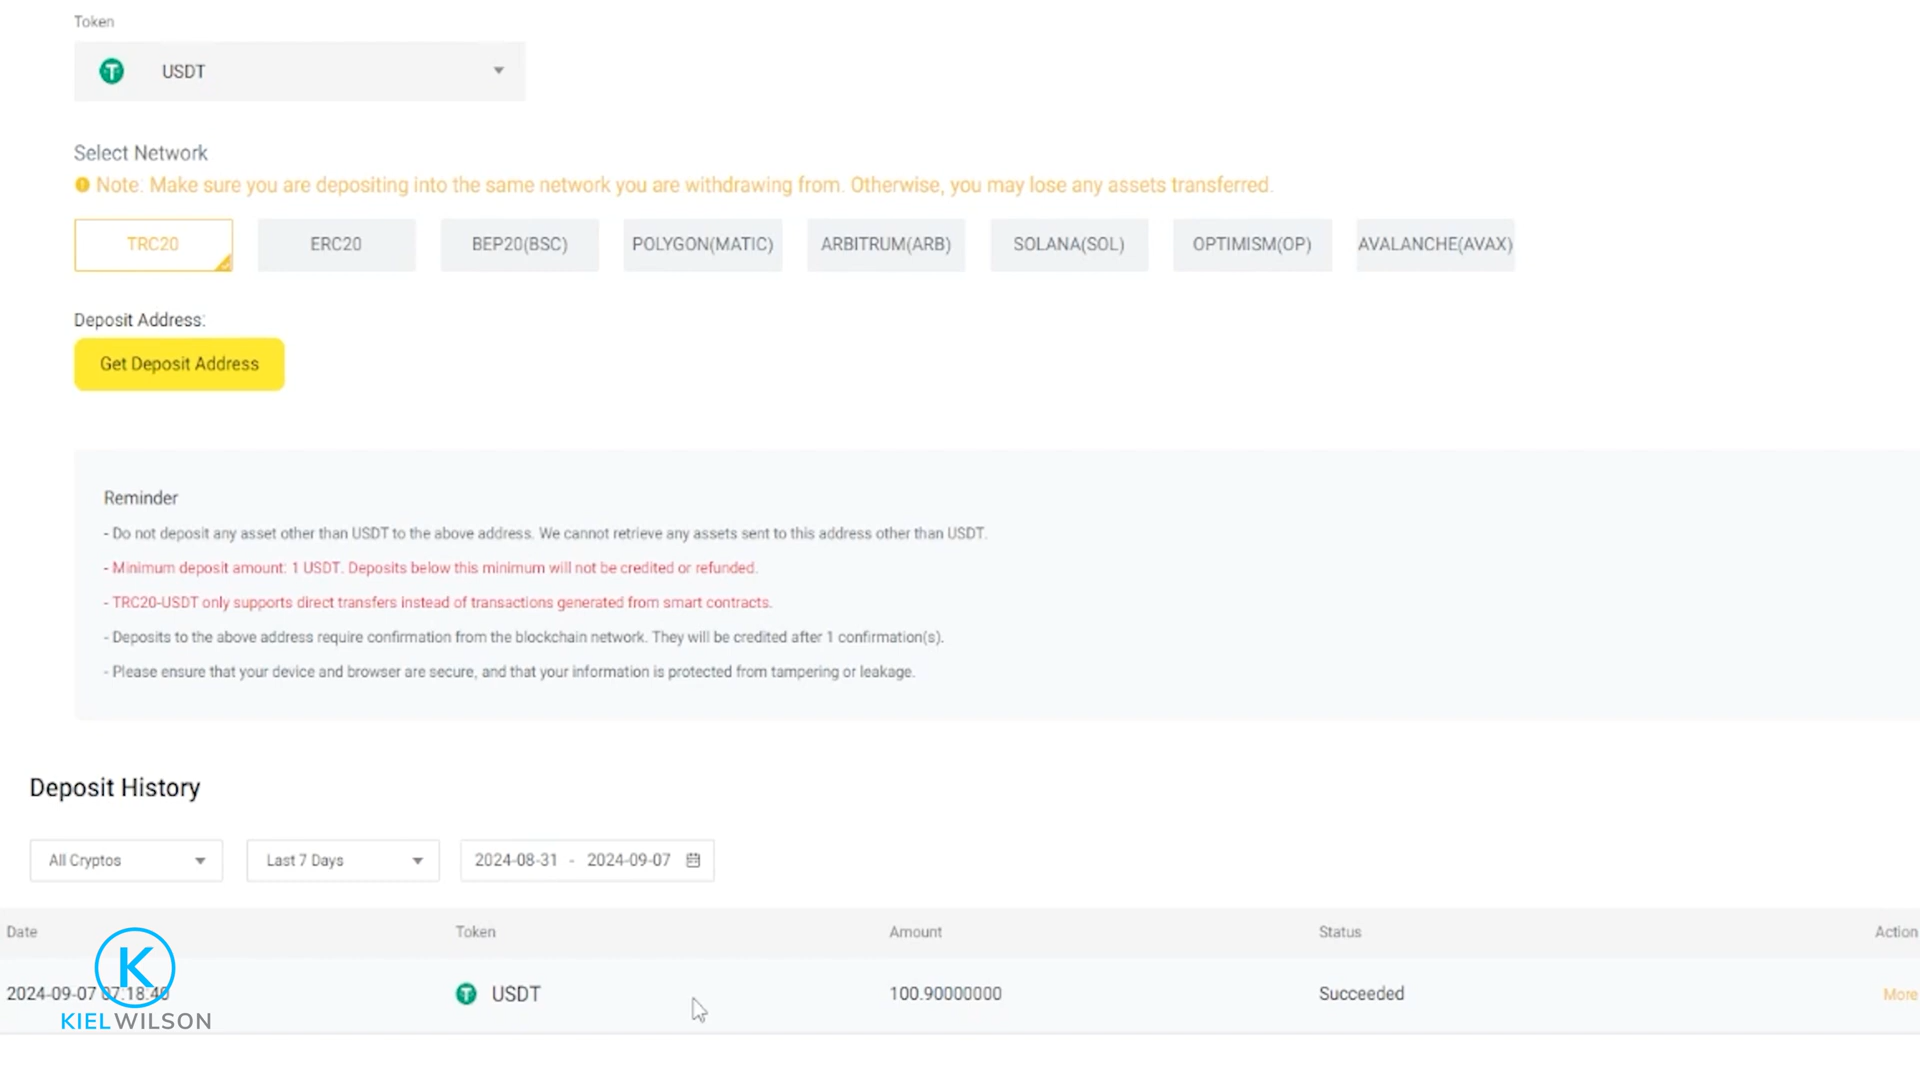 Token
USDT
Select Network
Note: Make sure you are depositing into the same network you are withdrawing from. Otherwise, you may lose any assets transferred.
TRC20 ERC20 BEP20(BSC) POLYGON(MATIC) ARBITRUM(ARB) SOLANA(SOL) OPTIMISM(OP) AVALANCHE(AVAX)
Deposit Address:
Get Deposit Address
Reminder
- Do not deposit any asset other than USDT to the above address. We cannot retrieve any assets sent to this address other than USDT.
- Minimum deposit amount: 1 USDT. Deposits below this minimum will not be credited or refunded.
- TRC20-USDT only supports direct transfers instead of transactions generated from smart contracts.
- Deposits to the above address require confirmation from the blockchain network. They will be credited after 1 confirmation(s).
- Please ensure that your device and browser are secure, and that your information is protected from tampering or leakage.
Deposit History
All Cryptos Last 7 Days 2024-08-31 - 2024-09-07
Date Token Amount Status Action
2024-09-07 07:18:40 USDT 100.90000000 Succeeded More
K
KIELWILSON